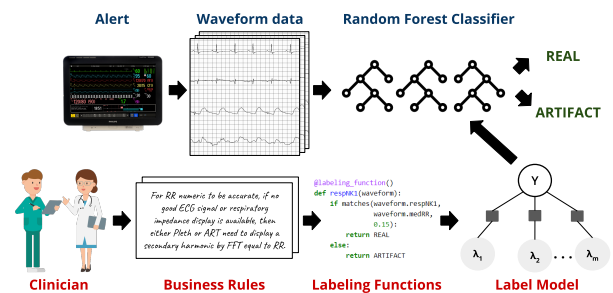 Alert
Waveform data
Random Forest Classifier
REAL
ARTIFACT
For RR numeric to be accurate, if no
good ECG signal or respiratory
impedance display is available, then
either Pleth or ART need to display a
secondary harmonic by FFT equal to RR.
@labeling_function()
def respNK1(waveform):
if matches(waveform.respNK1,
waveform.medRR,
0.15):
return REAL
else:
return ARTIFACT
Y
λ1
λ2
...
λm
Clinician
Business Rules
Labeling Functions
Label Model